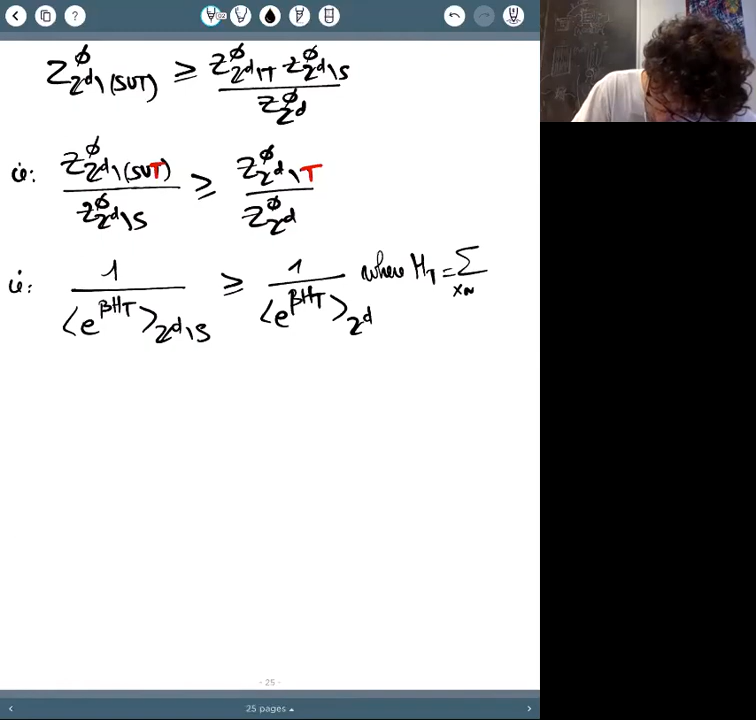 Z^ϕ_{Z^d\(S∪T)} ≥ Z^ϕ_{Z^d\T} Z^ϕ_{Z^d\S} / Z^ϕ_{Z^d}
ie: Z^ϕ_{Z^d\(S∪T)} / Z^ϕ_{Z^d\S} ≥ Z^ϕ_{Z^d\T} / Z^ϕ_{Z^d}
ie: 1 / ⟨e^{βH_T}⟩_{Z^d\S} ≥ 1 / ⟨e^{βH_T}⟩_{Z^d} where H_T = Σ_{x~}
- 25 -
25 pages